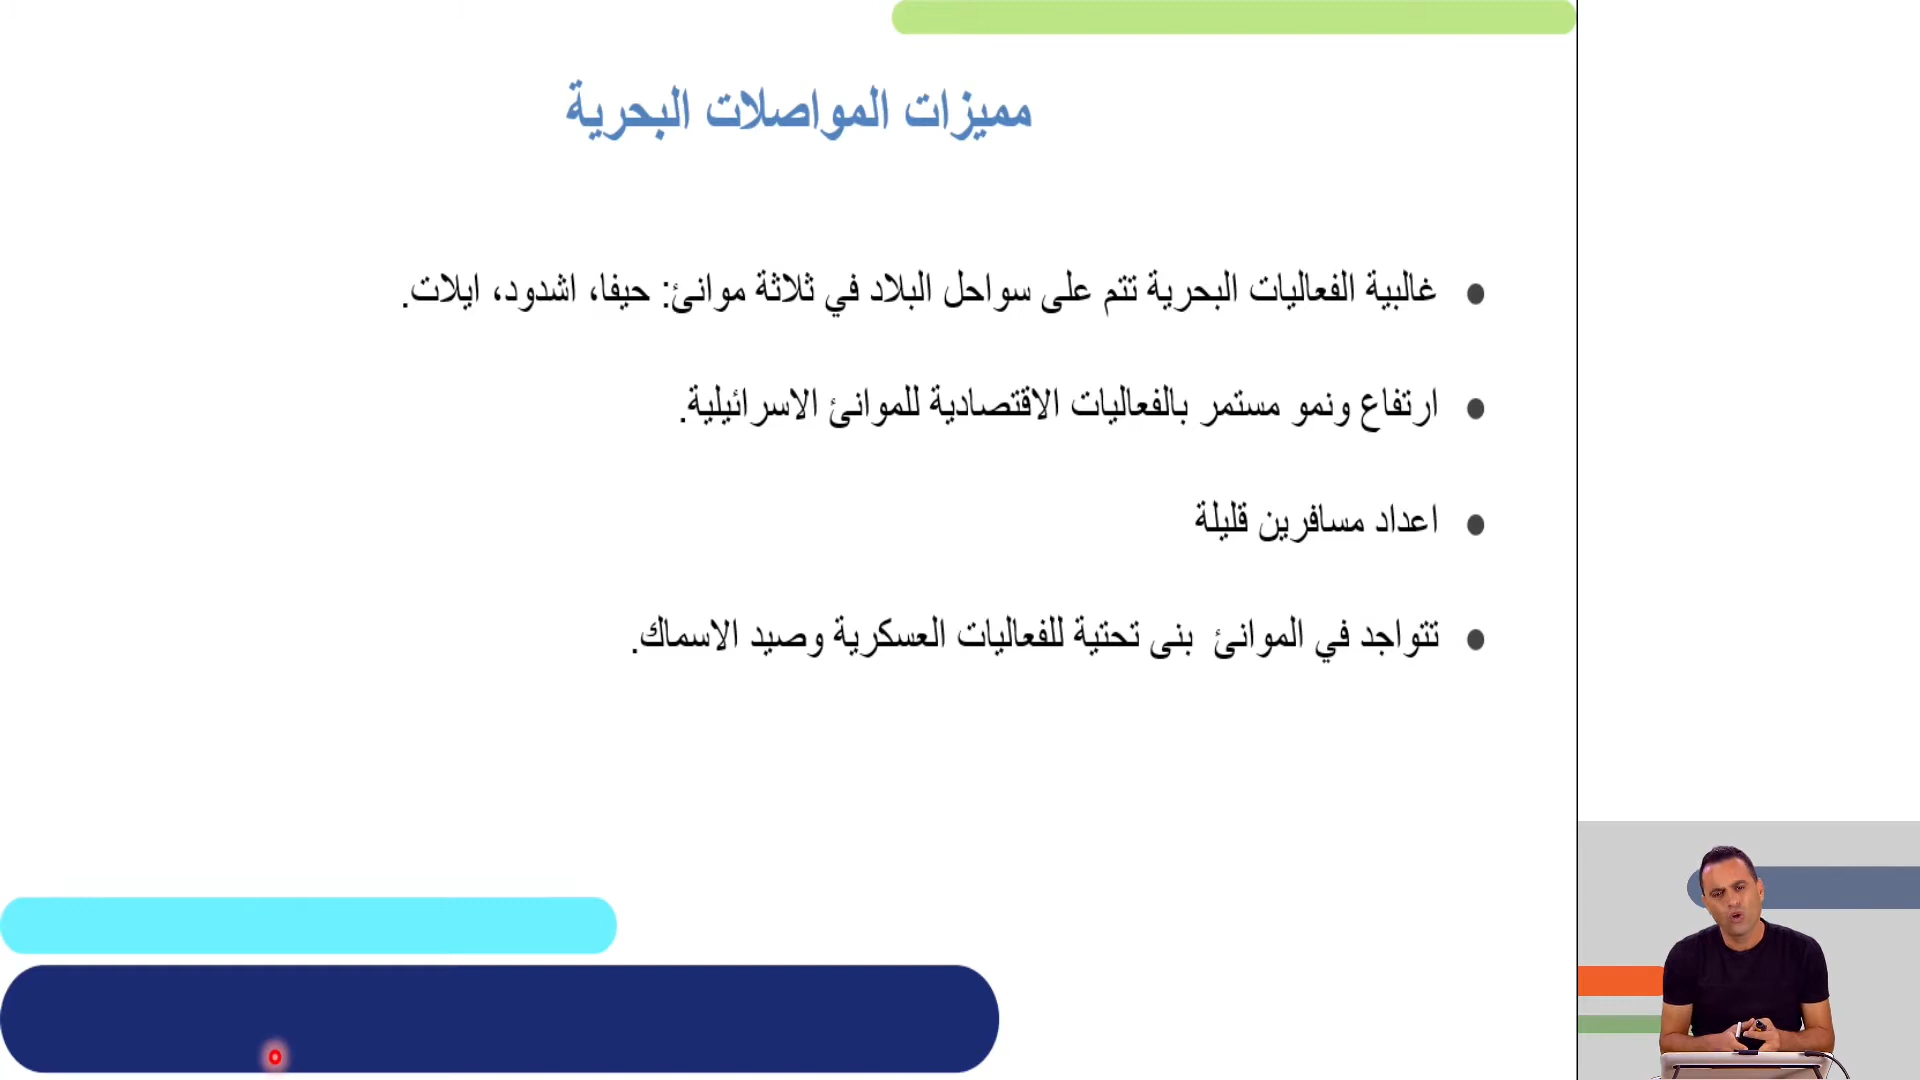 مميزات المواصلات البحرية
● غالبية الفعاليات البحرية تتم على سواحل البلاد في ثلاثة موانئ: حيفا، اشدود، ايلات.
● ارتفاع ونمو مستمر بالفعاليات الاقتصادية للموانئ الاسرائيلية.
● اعداد مسافرين قليلة
● تتواجد في الموانئ بنى تحتية للفعاليات العسكرية وصيد الاسماك.